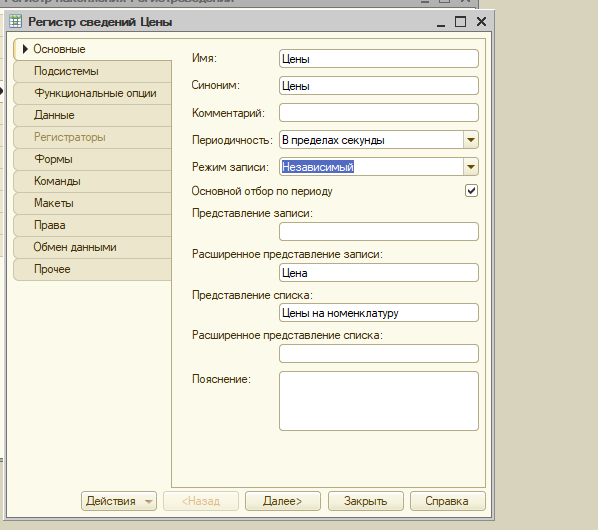 Регистр сведений Цены
Основные
Подсистемы
Функциональные опции
Данные
Регистраторы
Формы
Команды
Макеты
Права
Обмен данными
Прочее
Имя: Цены
Синоним: Цены
Комментарий:
Периодичность: В пределах секунды
Режим записи: Независимый
Основной отбор по периоду
Представление записи:
Расширенное представление записи:
Цена
Представление списка:
Цены на номенклатуру
Расширенное представление списка:
Пояснение:
Действия <Назад Далее> Закрыть Справка